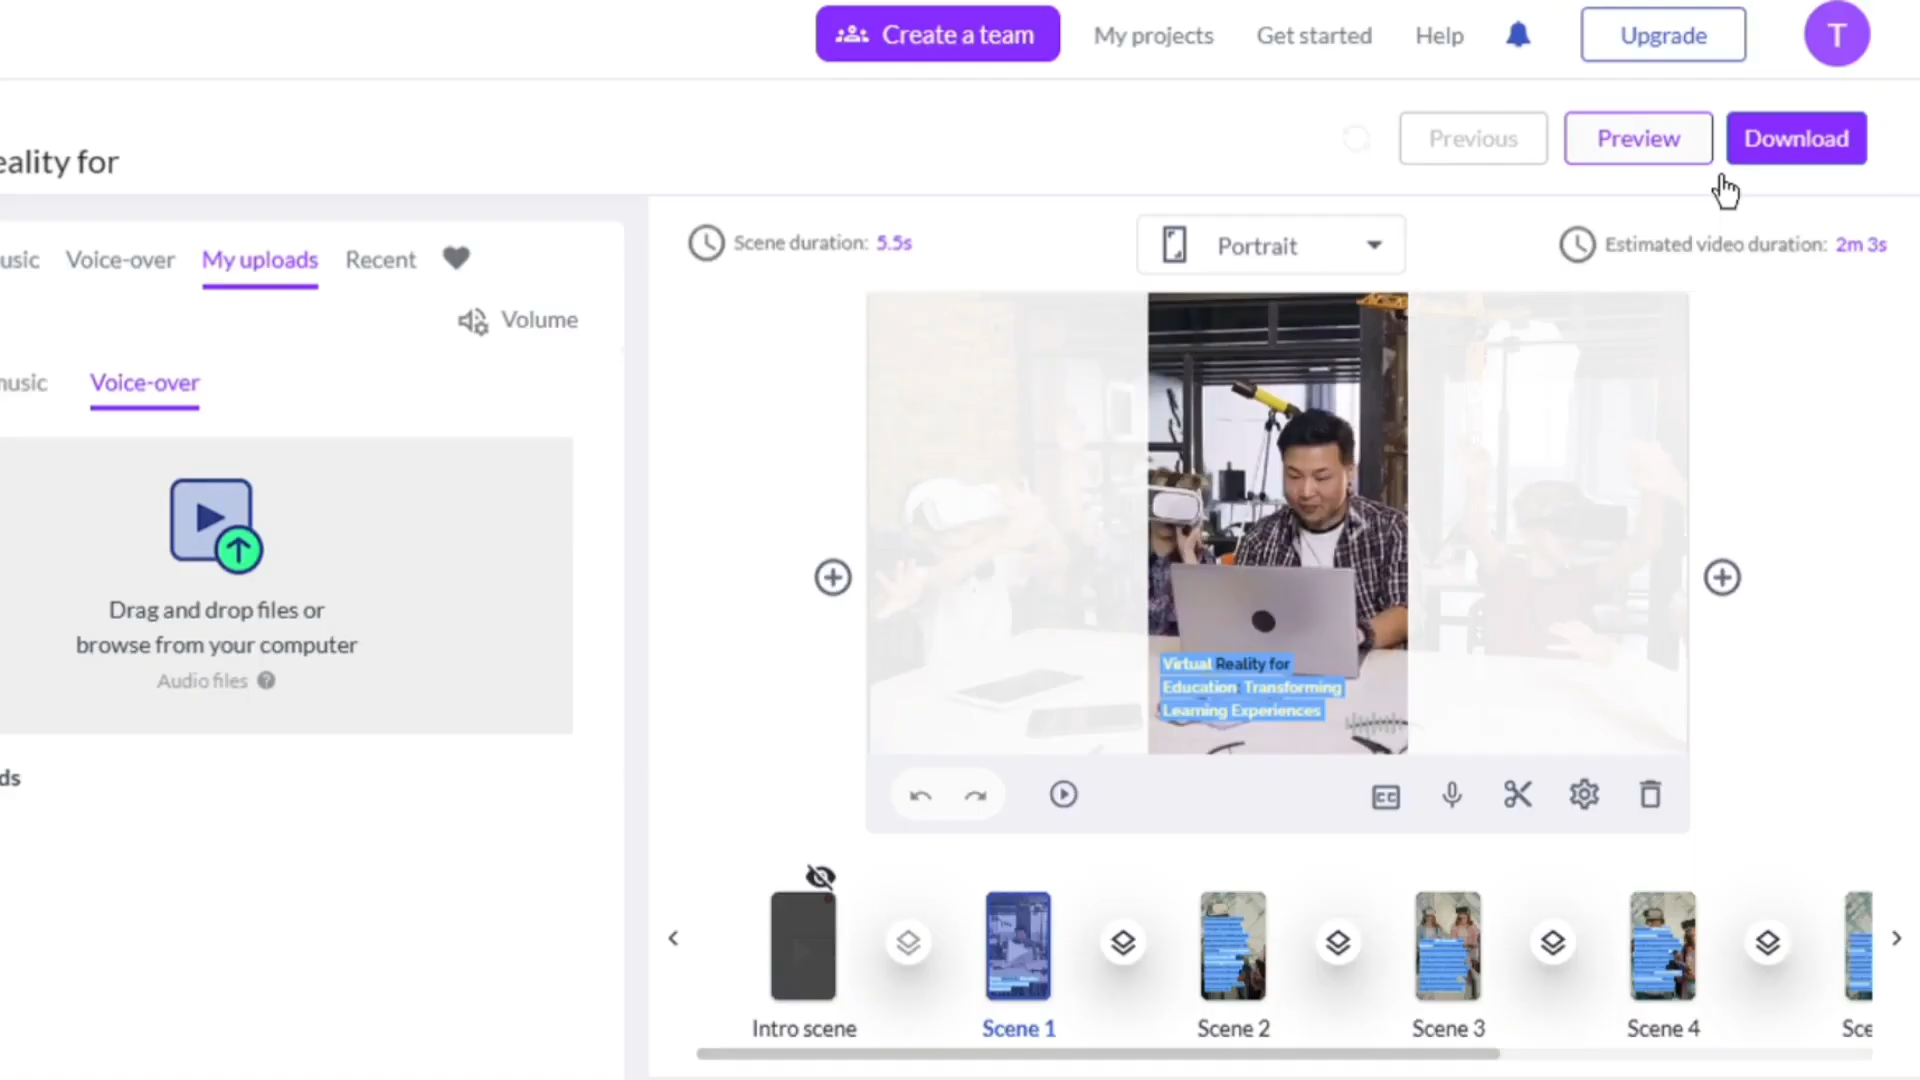 Create a team
My projects
Get started
Help
Upgrade
T
eality for
Previous
Preview
Download
usic
Voice-over
My uploads
Recent
Scene duration: 5.5s
Portrait
Estimated video duration: 2m 3s
Volume
music
Voice-over
Drag and drop files or
browse from your computer
Audio files ?
ds
Virtual Reality for
Education: Transforming
Learning Experiences
CC
Intro scene
Scene 1
Scene 2
Scene 3
Scene 4
Sce